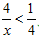 4/x < 1/4.